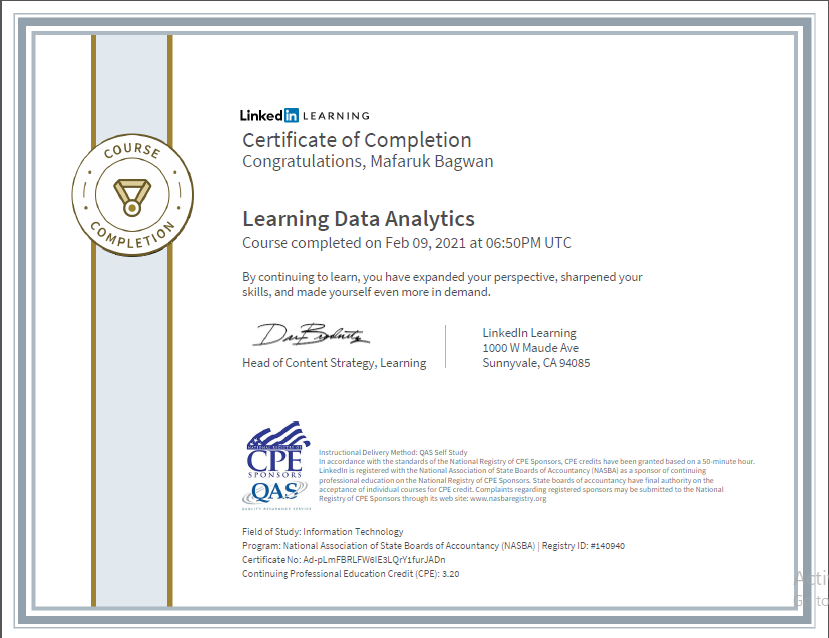 COURSE
COMPLETION
Linked in LEARNING
Certificate of Completion
Congratulations, Mafaruk Bagwan
Learning Data Analytics
Course completed on Feb 09, 2021 at 06:50PM UTC
By continuing to learn, you have expanded your perspective, sharpened your
skills, and made yourself even more in demand.
Head of Content Strategy, Learning
LinkedIn Learning
1000 W Maude Ave
Sunnyvale, CA 94085
CPE
SPONSORS
QAS
QUALITY ASSURANCE SERVICE
Instructional Delivery Method: QAS Self Study
In accordance with the standards of the National Registry of CPE Sponsors, CPE credits have been granted based on a 50-minute hour.
LinkedIn is registered with the National Association of State Boards of Accountancy (NASBA) as a sponsor of continuing
professional education on the National Registry of CPE Sponsors. State boards of accountancy have final authority on the
acceptance of individual courses for CPE credit. Complaints regarding registered sponsors may be submitted to the National
Registry of CPE Sponsors through its web site: www.nasbaregistry.org
Field of Study: Information Technology
Program: National Association of State Boards of Accountancy (NASBA) | Registry ID: #140940
Certificate No: Ad-pLmFBRLFW6IE3LQrY1furJADn
Continuing Professional Education Credit (CPE): 3.20